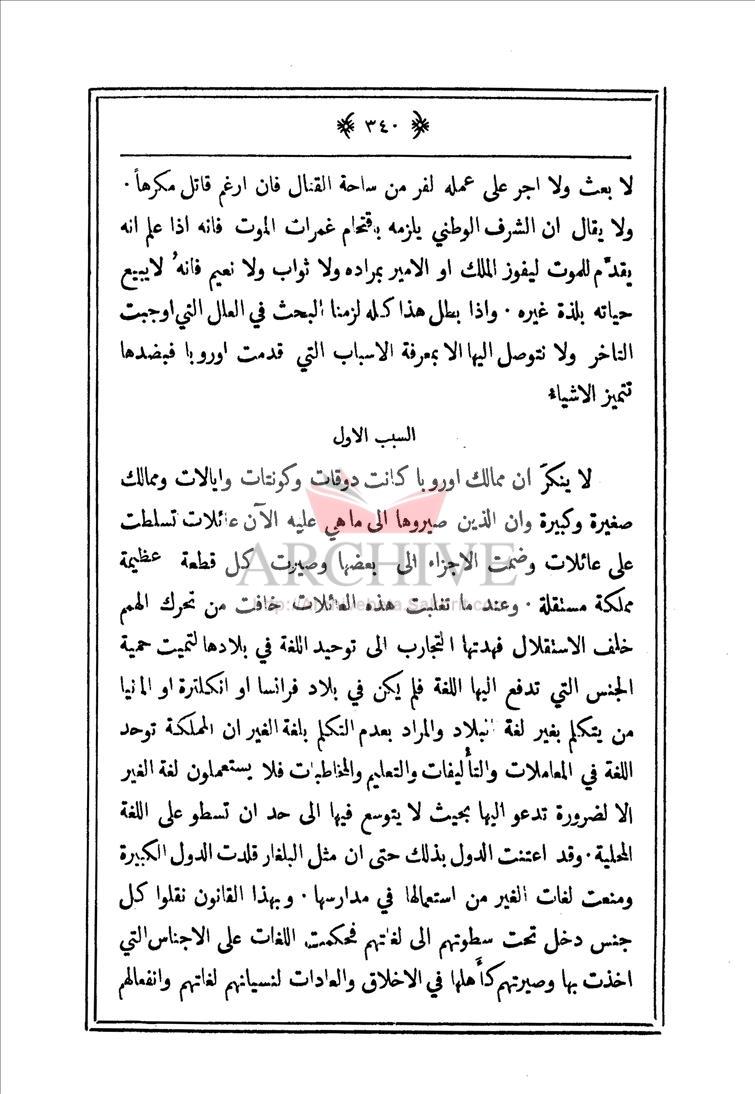 ٣٤٠
لا بعث ولا اجر على عمله لفر من ساحة القنال فان ارغم قاتل مكرهاً ٠
ولا يقال ان الشرف الوطني يلزمه باقتحام غمرات الموت فانه اذا علم انه
يقدَّم للموت ليفوز الملك او الامير بمراده ولا ثواب ولا نعيم فانهُ لايبيع
حياته بلذة غيره ٠ واذا بطل هذا كله لزمنا البحث في العلل التي اوجبت
التاخر ولا نتوصل اليها الا بمعرفة الاسباب التي قدمت اوروبا فبضدها
تتميز الاشياء
السبب الاول
لا ينكرَ ان ممالك اوروبا كانت دوقات وكونتات وايالات وممالك
صغيرة وكبيرة وان الذين صيروها الى ما هي عليه الآن عائلات تسلطت
على عائلات وضمت الاجزاء الى بعضها وصيرت كل قطعة عظيمة
ARCHIVE
مملكة مستقلة ٠ وعند ما تغلبت هذه العائلات خافت من تحرك الهمم
خلف الاستقلال فهدتها التجارب الى توحيد اللغة في بلادها لتميت حمية
الجنس التي تدفع اليها اللغة فلم يكن في بلاد فرانسا او انكلترة او المانيا
من يتكلم بغير لغة البلاد والمراد بعدم التكلم بلغة الغير ان المملكة توحد
اللغة في المعاملات والتأليفات والتعليم والمخاطبات فلا يستعملون لغة الغير
الا لضرورة تدعو اليها بحيث لا يتوسع فيها الى حد ان تسطو على اللغة
المحلية ٠ وقد اعتنت الدول بذلك حتى ان مثل البلغار قلدت الدول الكبيرة
ومنعت لغات الغير من استعمالها في مدارسها ٠ وبهذا القانون نقلوا كل
جنس دخل تحت سطوتهم الى لغاتهم فحكمت اللغات على الاجناس التي
اخذت بها وصيرتهم كأهلها في الاخلاق والعادات لنسيانهم لغاتهم وانفعالهم